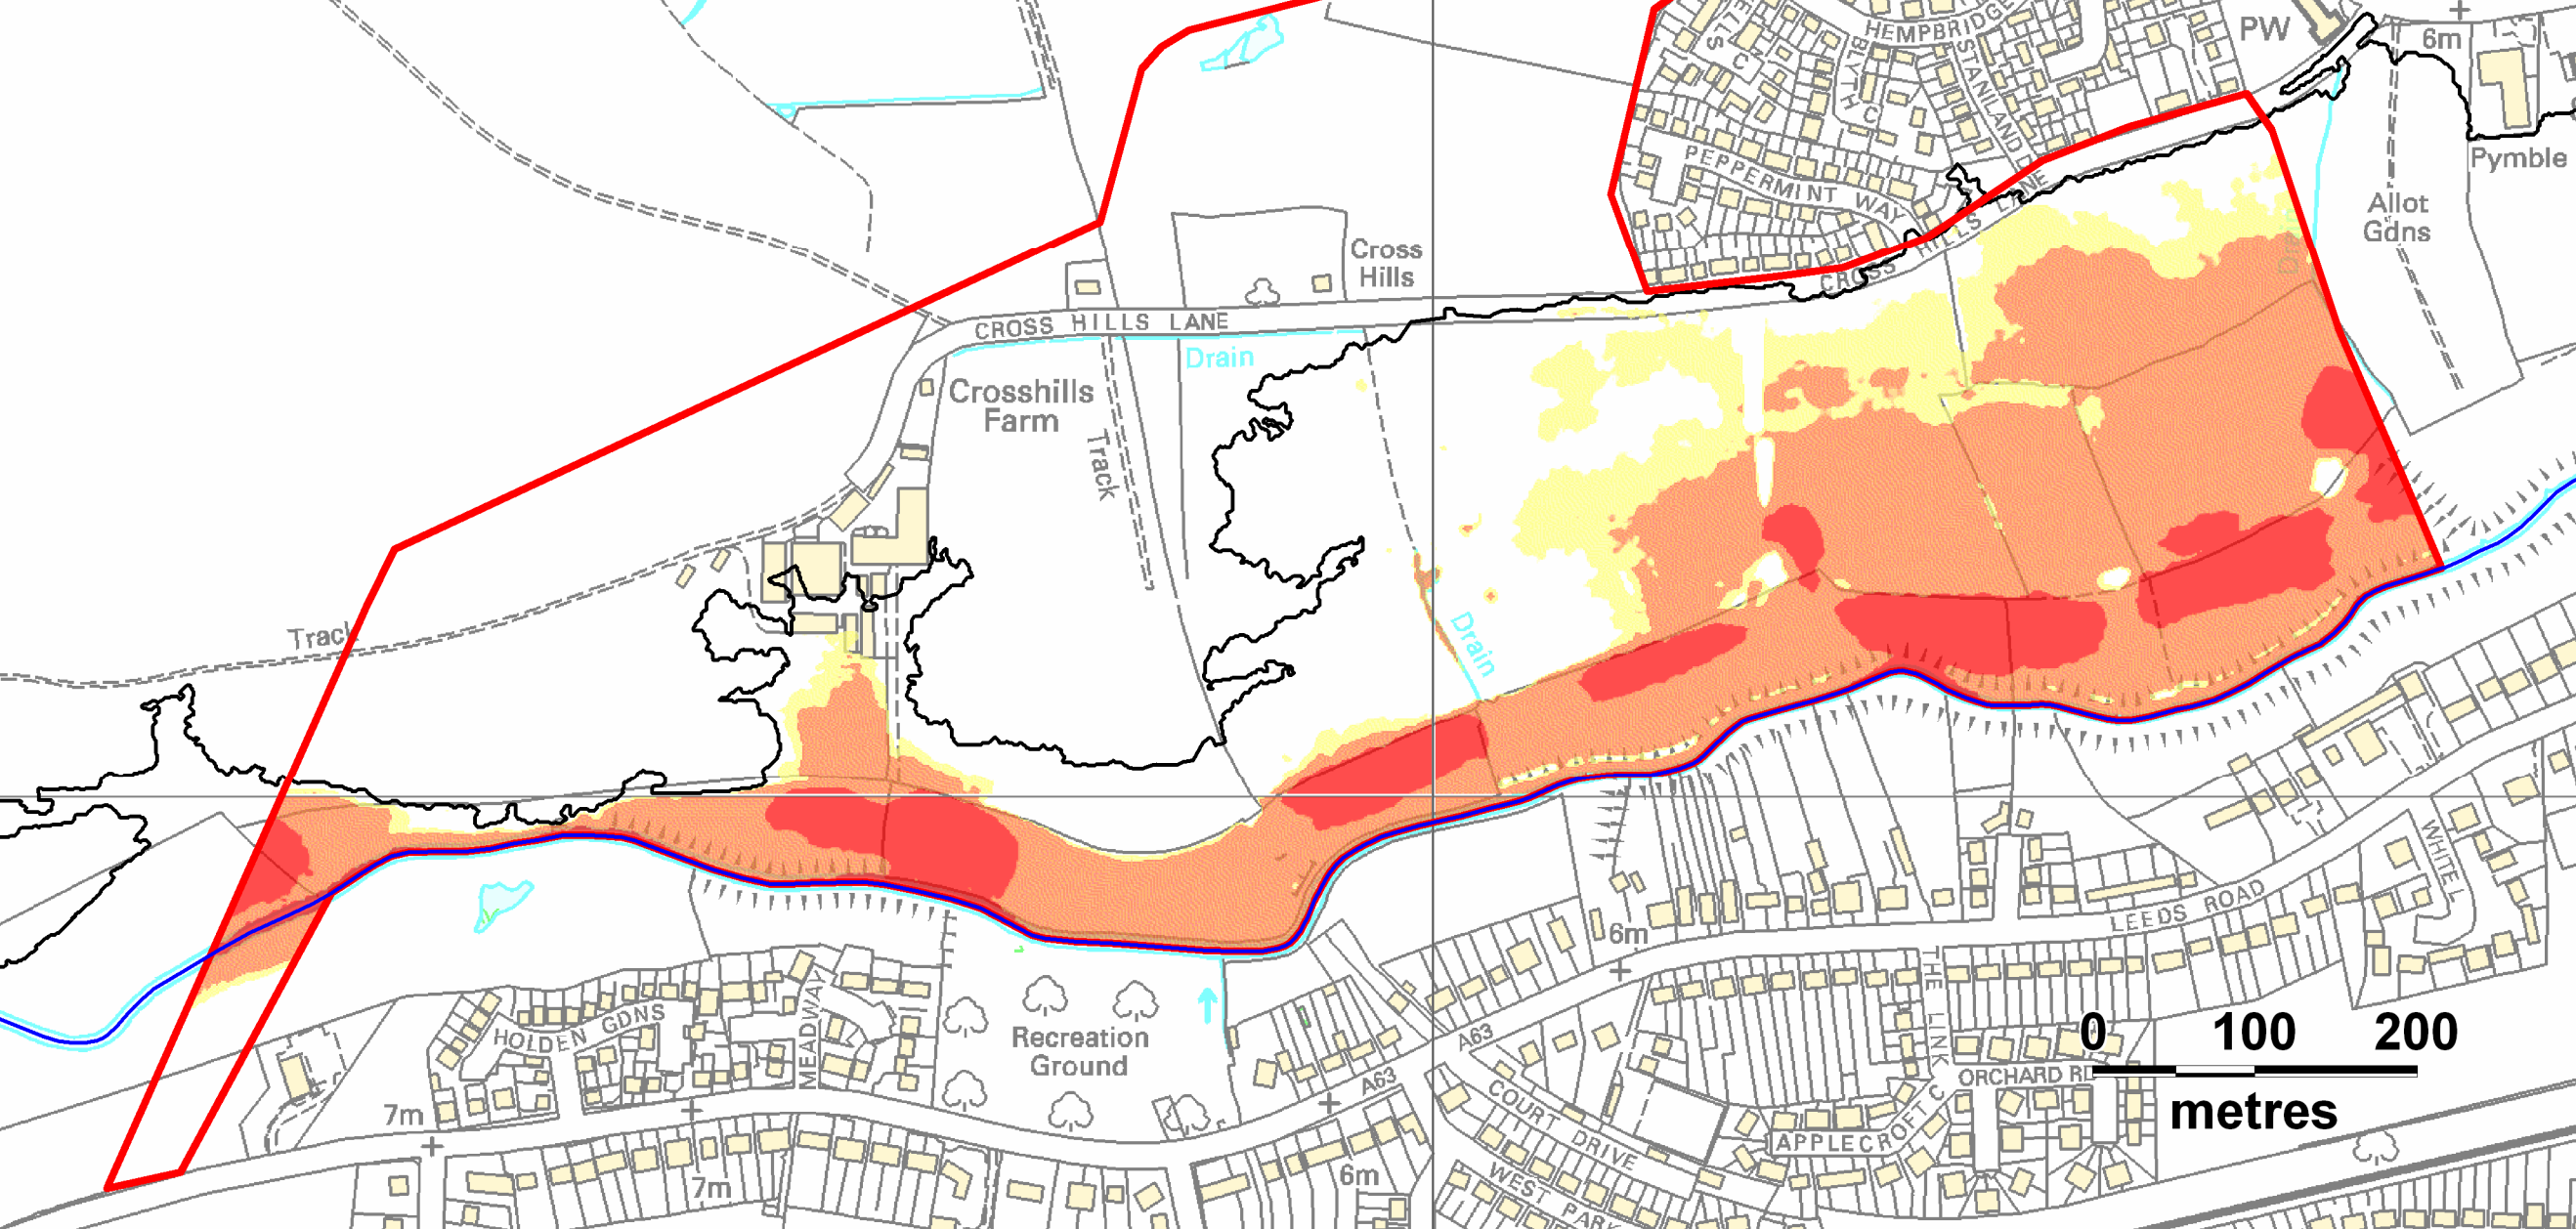 HEMPBRIDGE
PW
6m
BLYTH C
STANILAND
PEPPERMINT WAY
Pymble
Allot
Gdns
Drain
Cross
Hills
CROSS HILLS LANE
CROSS HILLS LANE
Drain
Crosshills
Farm
Track
Track
Drain
WHITE L
LEEDS ROAD
6m
THE LINK
A63
A63
HOLDEN GDNS
MEADWAY
Recreation
Ground
0 100 200
metres
ORCHARD RD
COURT DRIVE
APPLECROFT C
7m
7m
6m
WEST PARK